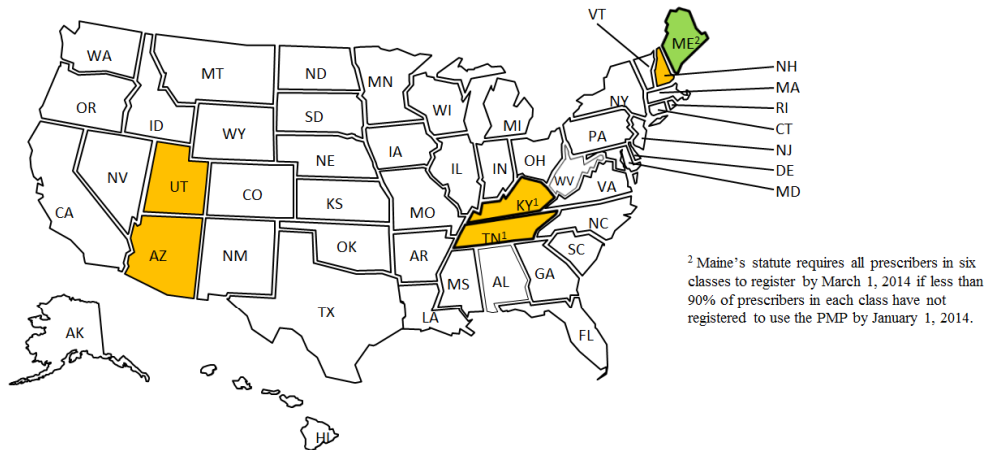 VT
ME²
WA
MT
ND
MN
NH
MA
OR
ID
WY
SD
WI
MI
NY
RI
CT
NJ
PA
NE
IA
IL
IN
OH
WV
VA
DE
MD
NV
UT
CO
KS
MO
KY¹
CA
AZ
NM
OK
AR
TN¹
NC
SC
MS
AL
GA
TX
LA
FL
AK
HI
² Maine’s statute requires all prescribers in six
classes to register by March 1, 2014 if less than
90% of prescribers in each class have not
registered to use the PMP by January 1, 2014.